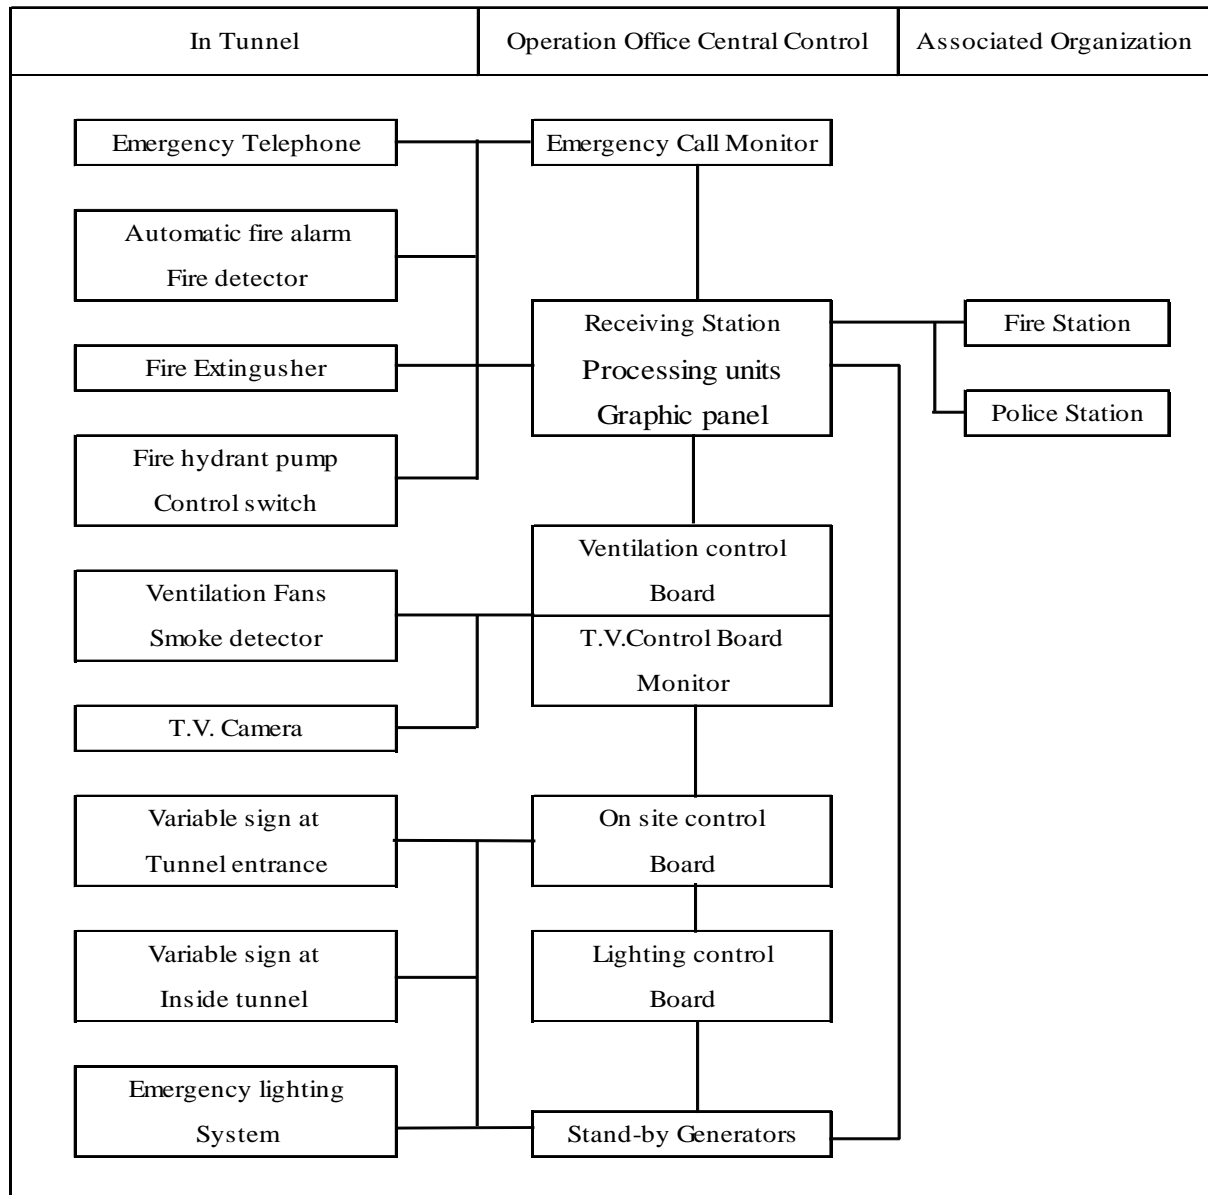 In Tunnel
Operation Office Central Control
Associated Organization
Emergency Telephone
Emergency Call Monitor
Automatic fire alarm
Fire detector
Receiving Station
Processing units
Graphic panel
Fire Station
Fire Extingusher
Police Station
Fire hydrant pump
Control switch
Ventilation control
Board
Ventilation Fans
Smoke detector
T.V.Control Board
Monitor
T.V. Camera
Variable sign at
Tunnel entrance
On site control
Board
Variable sign at
Inside tunnel
Lighting control
Board
Emergency lighting
System
Stand-by Generators